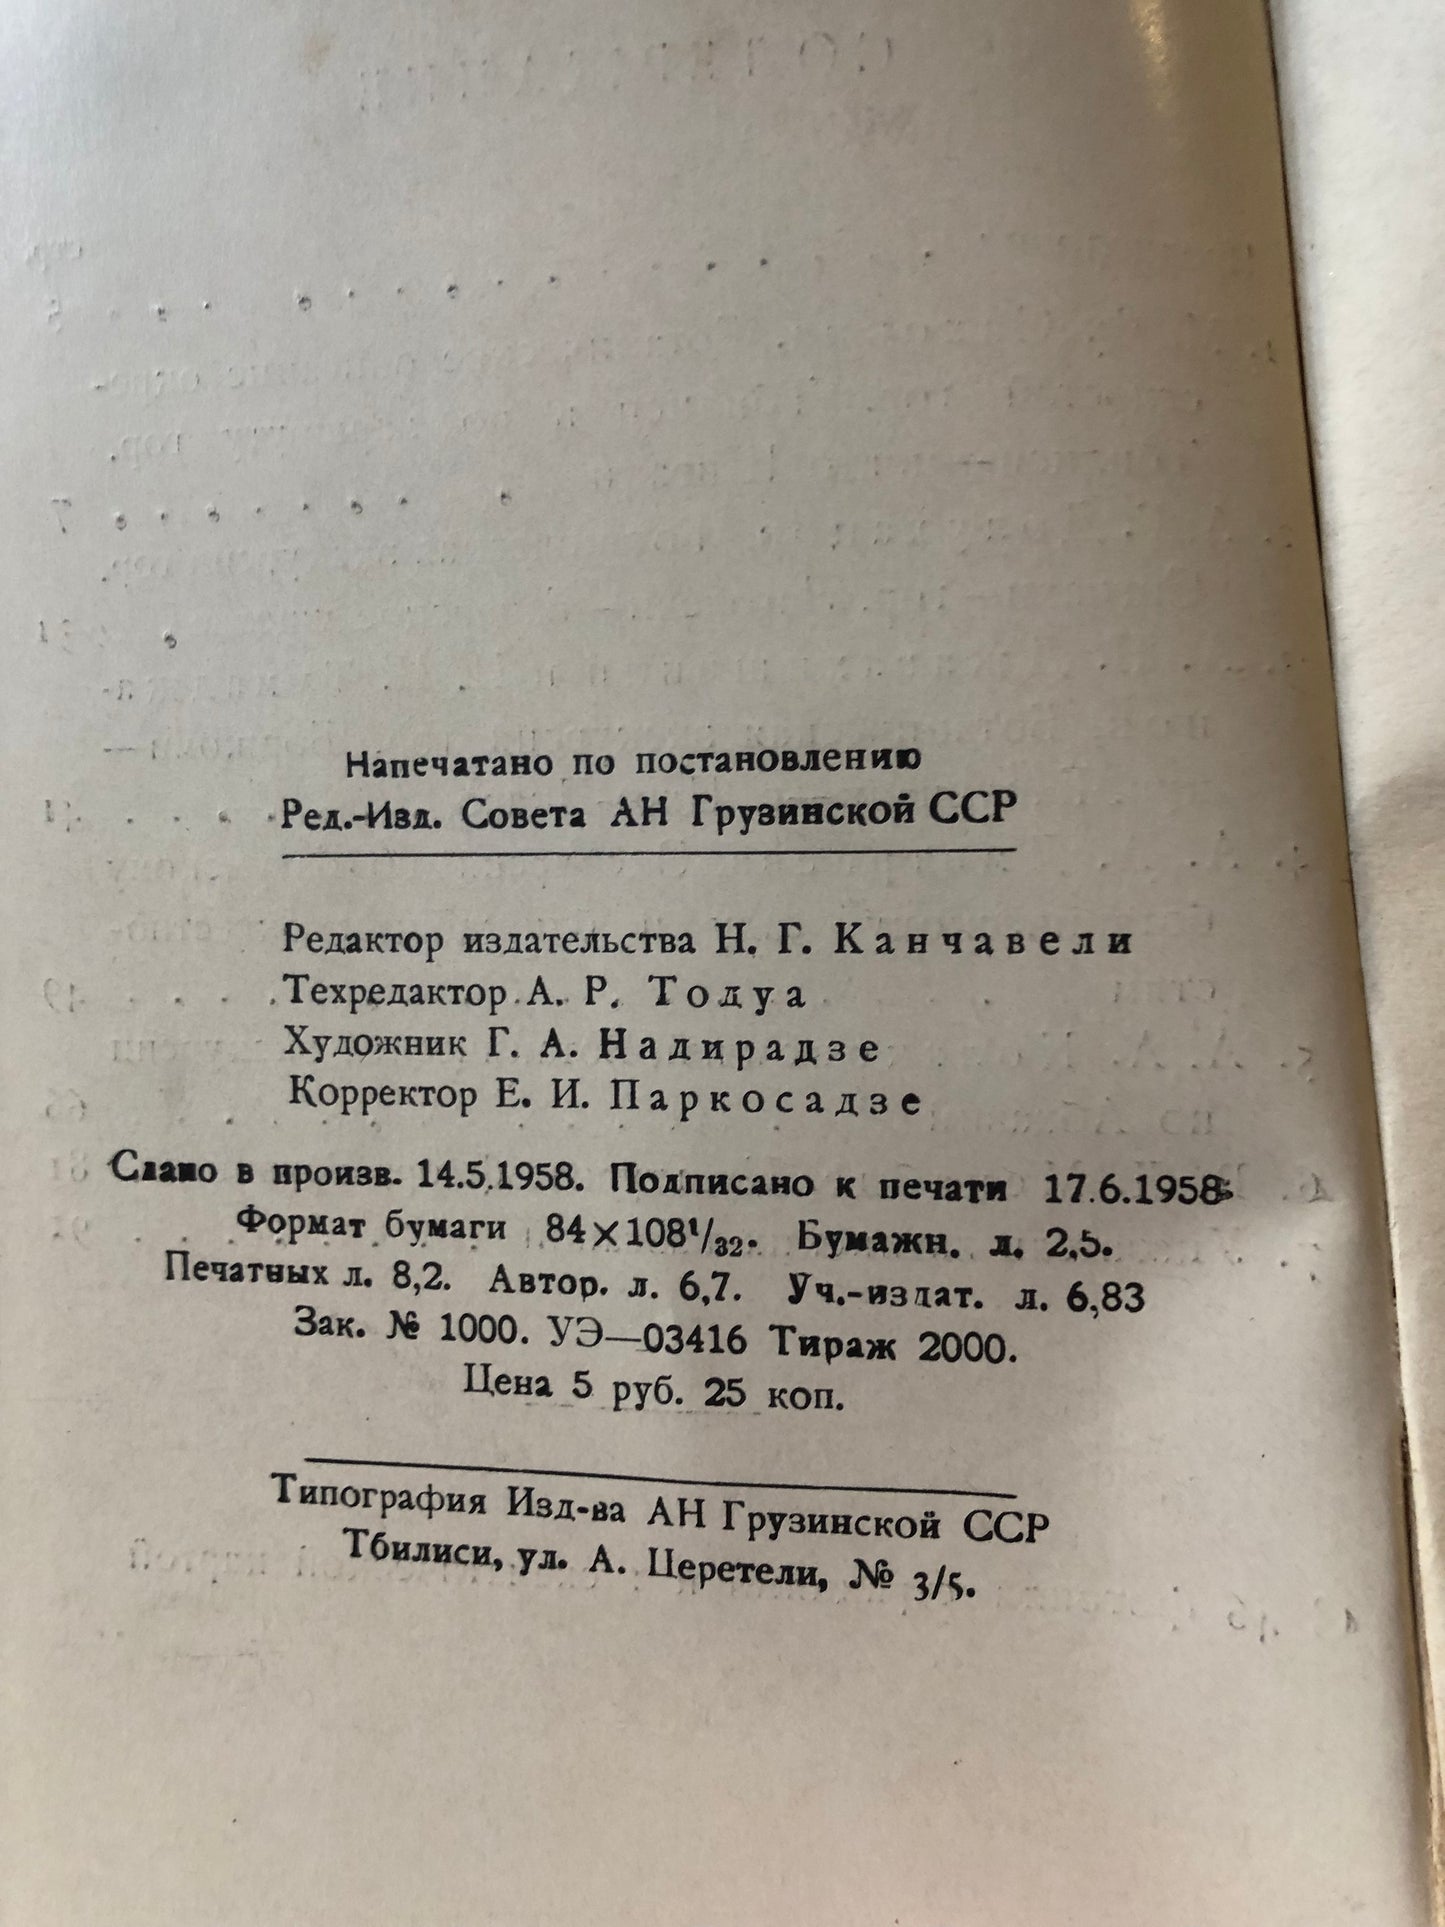 Напечатано по постановлению
Ред.-Изд. Совета АН Грузинской ССР
Редактор издательства Н. Г. Канчавели
Техредактор А. Р. Тодуа
Художник Г. А. Надирадзе
Корректор Е. И. Паркосадзе
Сдано в произв. 14.5.1958. Подписано к печати 17.6.1958
Формат бумаги 84×108¹/₃₂. Бумажн. л. 2,5.
Печатных л. 8,2. Автор. л. 6,7. Уч.-издат. л. 6,83
Зак. № 1000. УЭ—03416 Тираж 2000.
Цена 5 руб. 25 коп.
Типография Изд-ва АН Грузинской ССР
Тбилиси, ул. А. Церетели, № 3/5.